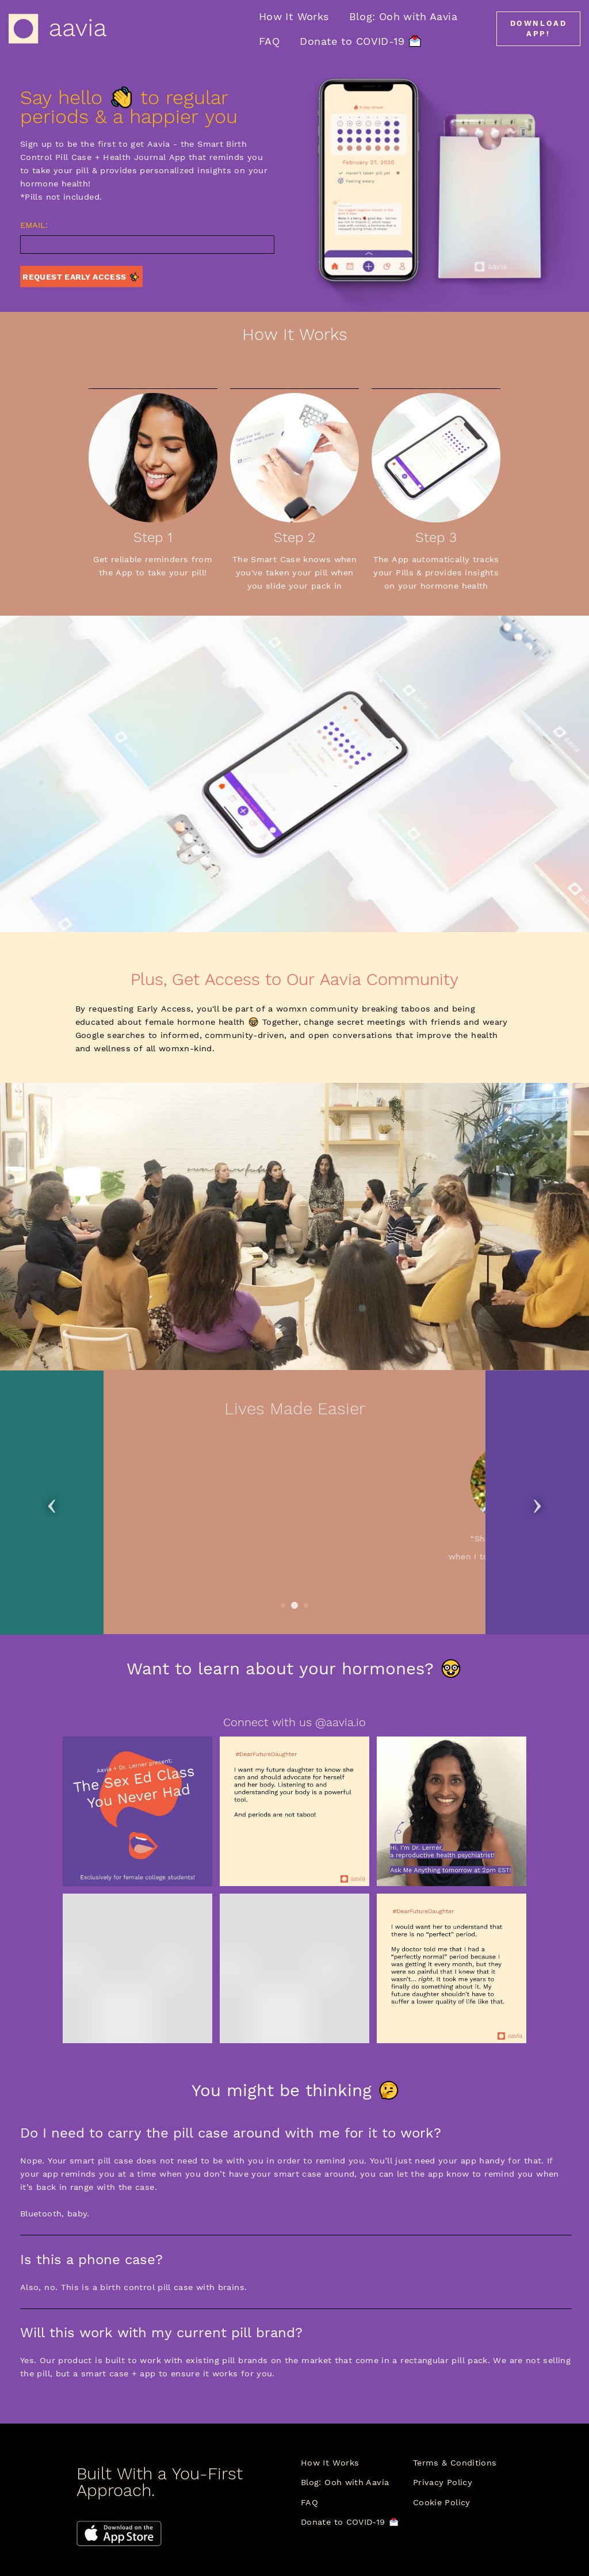 aavia
How It Works
Blog: Ooh with Aavia
FAQ
Donate to COVID-19 💌
DOWNLOAD
APP!
Say hello 👋 to regular
periods & a happier you
Sign up to be the first to get Aavia - the Smart Birth
Control Pill Case + Health Journal App that reminds you
to take your pill & provides personalized insights on your
hormone health!
*Pills not included.
EMAIL:
REQUEST EARLY ACCESS
February 27, 2020
Haven't taken pill yet
Feeling weary
aavia
How It Works
Step 1
Get reliable reminders from
the App to take your pill!
Step 2
The Smart Case knows when
you've taken your pill when
you slide your pack in
Step 3
The App automatically tracks
your Pills & provides insights
on your hormone health
Plus, Get Access to Our Aavia Community
By requesting Early Access, you'll be part of a womxn community breaking taboos and being
educated about female hormone health 🤓 Together, change secret meetings with friends and weary
Google searches to informed, community-driven, and open conversations that improve the health
and wellness of all womxn-kind.
Lives Made Easier
"Sh
when I to
Want to learn about your hormones? 🤓
Connect with us @aavia.io
Aavia + Dr. Lerner present:
The Sex Ed Class
You Never Had
Exclusively for female college students!
#DearFutureDaughter
I want my future daughter to know she
can and should advocate for herself
and her body. Listening to and
understanding your body is a powerful
tool.
And periods are not taboo!
aavia
Hi, I'm Dr. Lerner,
a reproductive health psychiatrist!
Ask Me Anything tomorrow at 2pm EST!
#DearFutureDaughter
I would want her to understand that
there is no "perfect" period.
My doctor told me that I had a
"perfectly normal" period because I
was getting it every month, but they
were so painful that I knew that it
wasn't... right. It took me years to
finally do something about it. My
future daughter shouldn't have to
suffer a lower quality of life like that.
aavia
You might be thinking 🤔
Do I need to carry the pill case around with me for it to work?
Nope. Your smart pill case does not need to be with you in order to remind you. You'll just need your app handy for that. If
your app reminds you at a time when you don't have your smart case around, you can let the app know to remind you when
it's back in range with the case.
Bluetooth, baby.
Is this a phone case?
Also, no. This is a birth control pill case with brains.
Will this work with my current pill brand?
Yes. Our product is built to work with existing pill brands on the market that come in a rectangular pill pack. We are not selling
the pill, but a smart case + app to ensure it works for you.
Built With a You-First
Approach.
Download on the
App Store
How It Works
Blog: Ooh with Aavia
FAQ
Donate to COVID-19 💌
Terms & Conditions
Privacy Policy
Cookie Policy